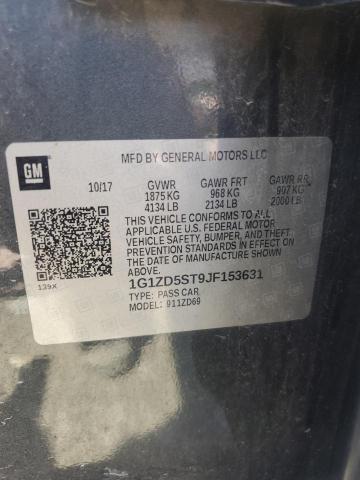 GM
MFD BY GENERAL MOTORS LLC
10/17 GVWR GAWR FRT GAWR RR
1875 KG 968 KG 907 KG
4134 LB 2134 LB 2000 LB
THIS VEHICLE CONFORMS TO ALL
APPLICABLE U.S. FEDERAL MOTOR
VEHICLE SAFETY, BUMPER, AND THEFT
PREVENTION STANDARDS IN EFFECT
ON THE DATE OF MANUFACTURE SHOWN
ABOVE.
139X
1G1ZD5ST9JF153631
TYPE: PASS CAR
MODEL: 911ZD69